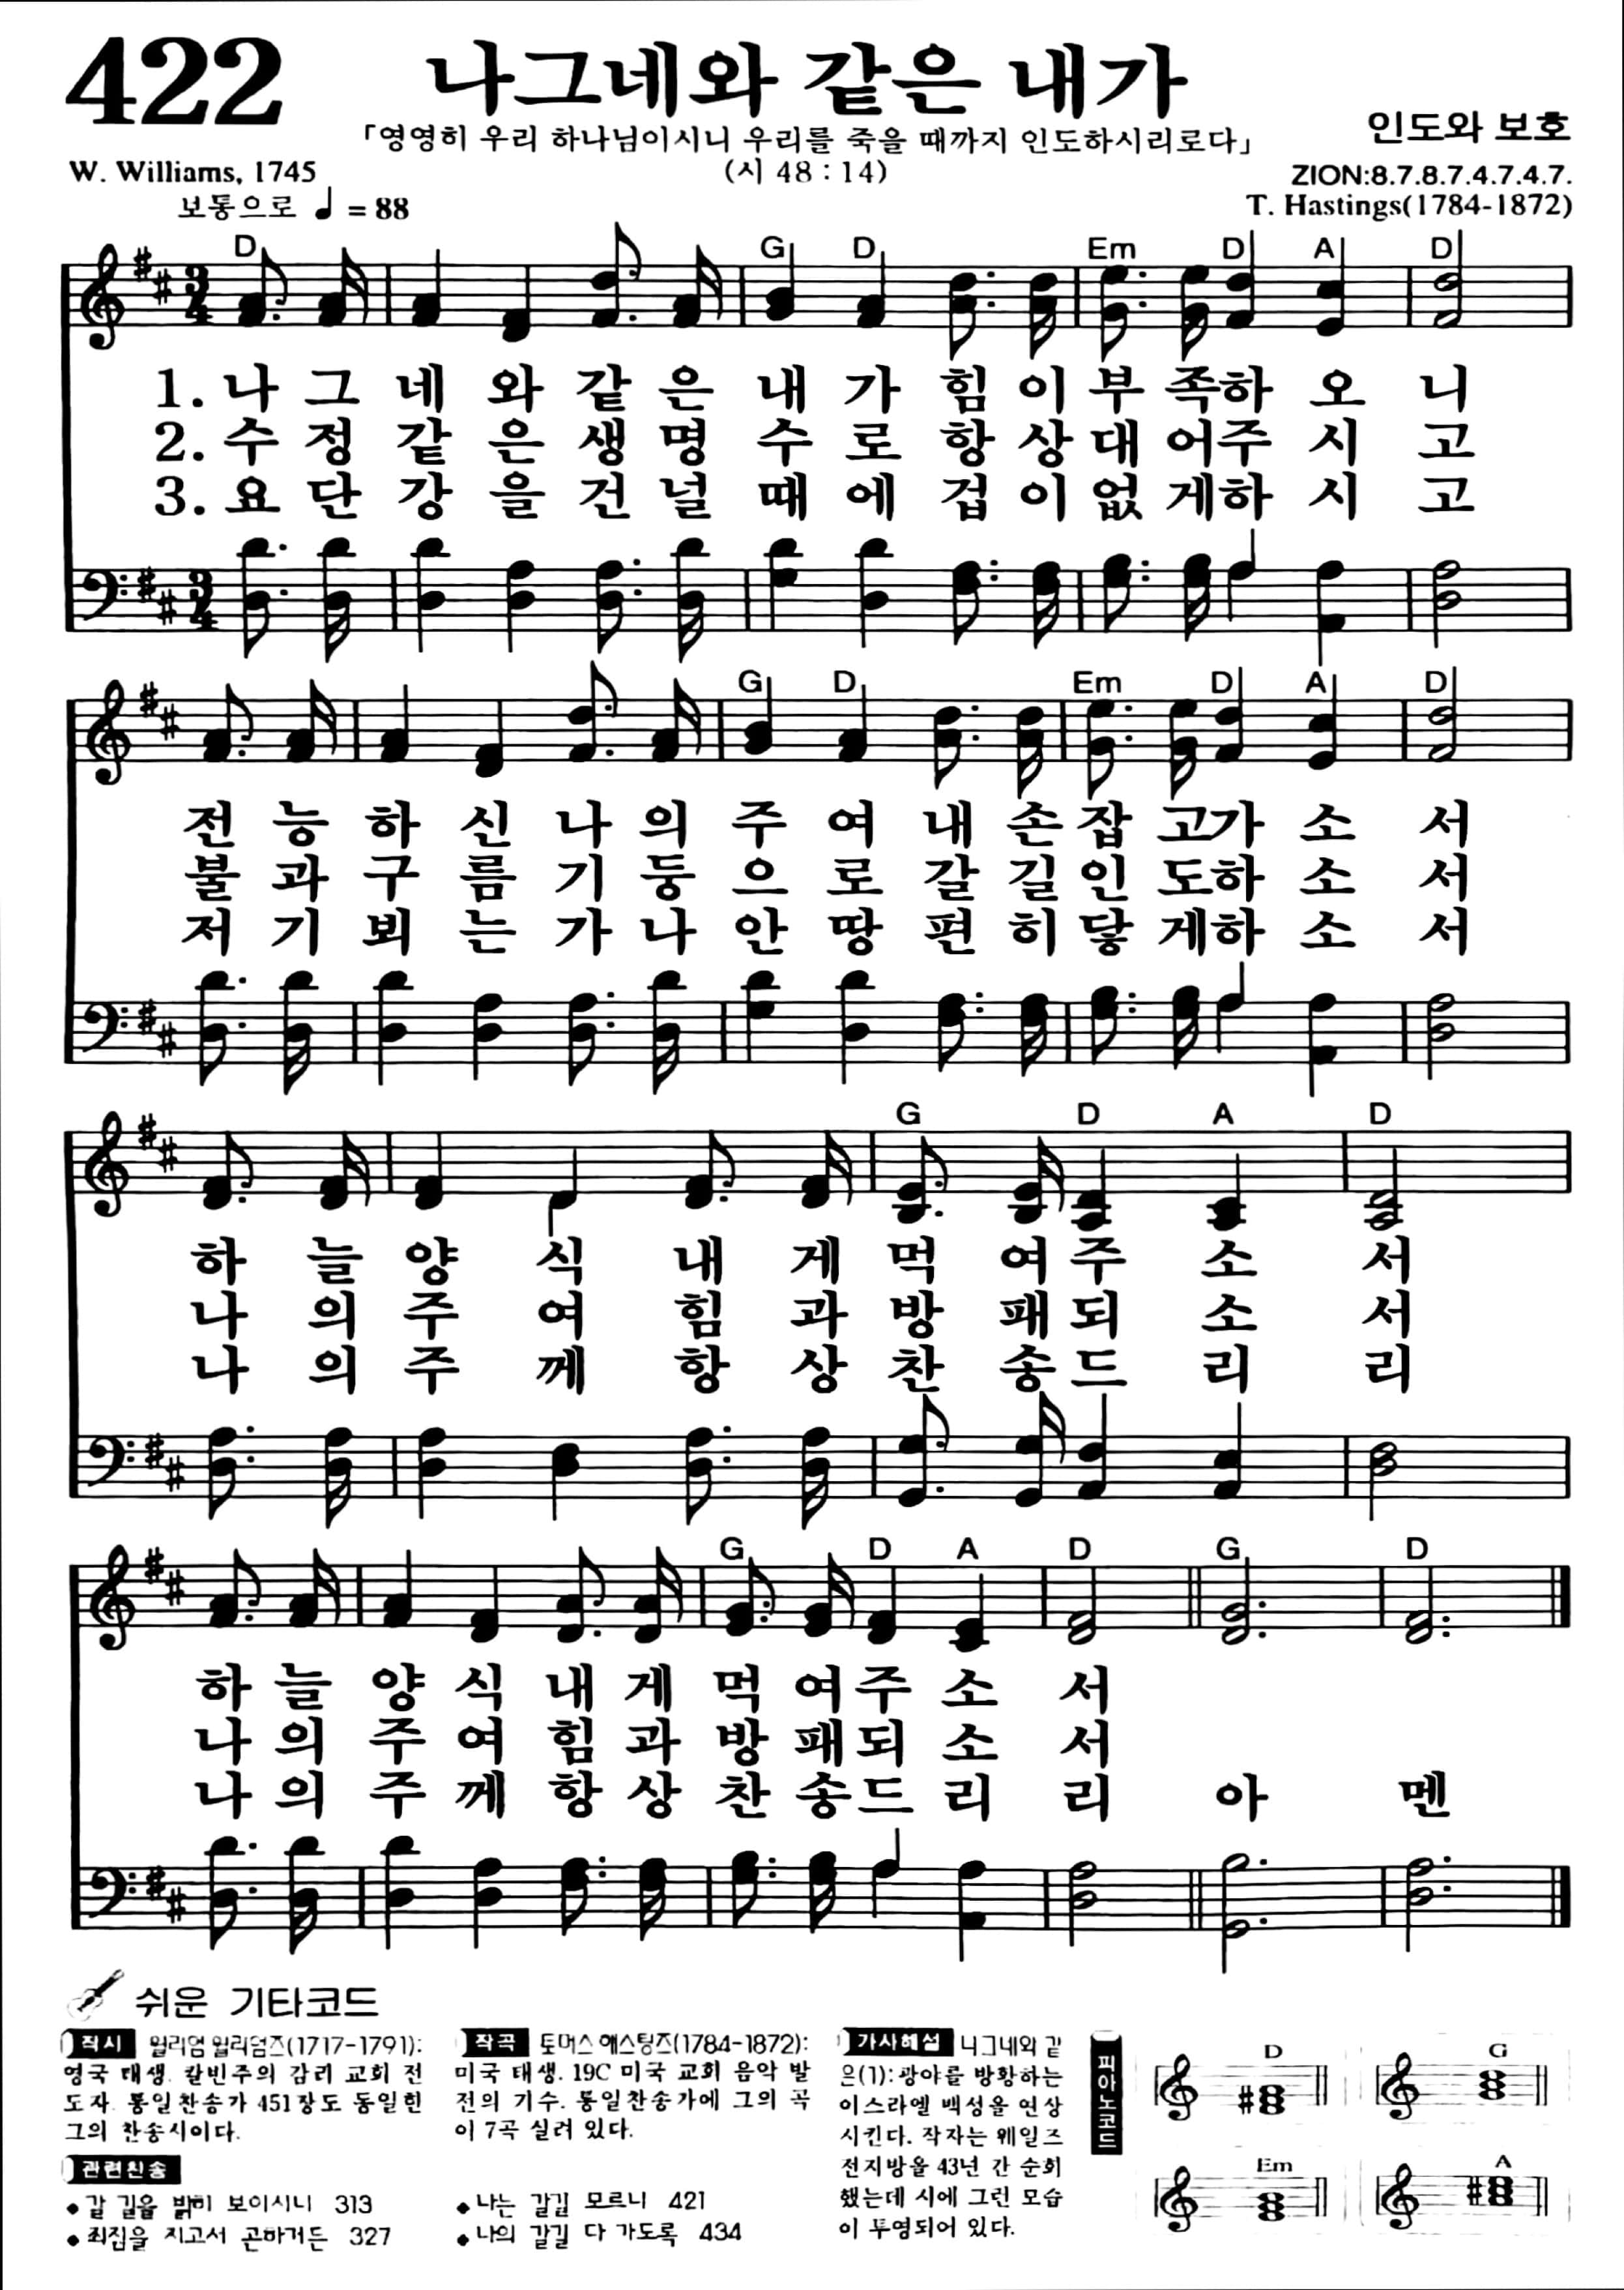 422
나그네와 같은 내가
「영영히 우리 하나님이시니 우리를 죽을 때까지 인도하시리로다」
(시 48 : 14)
인도와 보호
W. Williams, 1745
보통으로 ♩ = 88
ZION:8.7.8.7.4.7.4.7.
T. Hastings(1784-1872)
D G D Em D A D
1. 나 그 네 와 같 은 내 가 힘 이 부 족하 오 니
2. 수 정 같 은 생 명 수 로 항 상 대 어주 시 고
3. 요 단 강 을 건 널 때 에 겁 이 없 게하 시 고
G D Em D A D
전 능 하 신 나 의 주 여 내 손 잡 고가 소 서
불 과 구 름 기 둥 으 로 갈 길 인 도하 소 서
저 기 뵈 는 가 나 안 땅 편 히 닿 게하 소 서
G D A D
하 늘 양 식 내 게 먹 여 주 소 서
나 의 주 여 힘 과 방 패 되 소 서
나 의 주 께 항 상 찬 송 드 리 리
G D A D G D
하 늘 양 식 내 게 먹 여 주 소 서
나 의 주 여 힘 과 방 패 되 소 서
나 의 주 께 항 상 찬 송 드 리 리 아 멘
쉬운 기타코드
작시 윌리엄 윌리엄즈(1717-1791):
영국 태생. 칼빈주의 감리 교회 전
도자. 통일찬송가 451장도 동일한
그의 찬송시이다.
관련찬송
● 갈 길을 밝히 보이시니 313
● 죄짐을 지고서 곤하거든 327
작곡 토머스 헤스팅즈(1784-1872):
미국 태생. 19C 미국 교회 음악 발
전의 기수. 통일찬송가에 그의 곡
이 7곡 실려 있다.
● 나는 갈길 모르니 421
● 나의 갈길 다 가도록 434
가사해설 나그네와 같
은(1):광야를 방황하는
이스라엘 백성을 연상
시킨다. 작자는 웨일즈
전지방을 43년 간 순회
했는데 시에 그런 모습
이 투영되어 있다.
피아노코드
D G
Em A